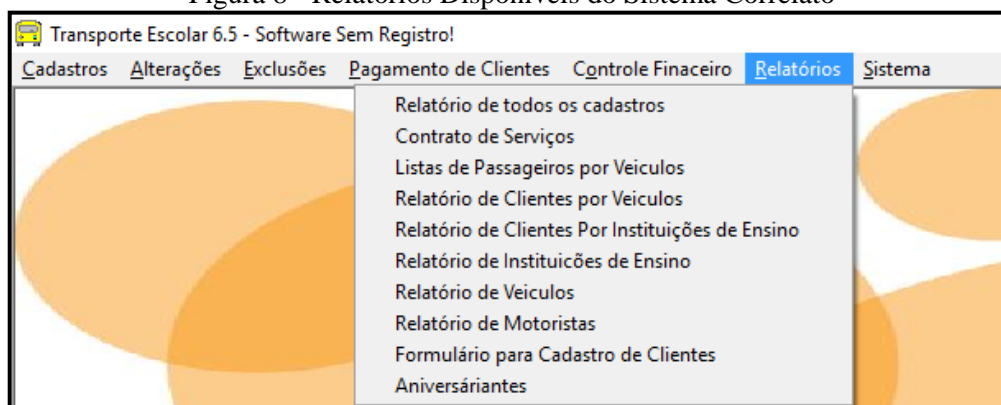 Figura 8 - Relatórios Disponíveis do Sistema Correlato
Transporte Escolar 6.5 - Software Sem Registro!
Cadastros Alterações Exclusões Pagamento de Clientes Controle Finaceiro Relatórios Sistema
Relatório de todos os cadastros
Contrato de Serviços
Listas de Passageiros por Veiculos
Relatório de Clientes por Veiculos
Relatório de Clientes Por Instituições de Ensino
Relatório de Instituicões de Ensino
Relatório de Veiculos
Relatório de Motoristas
Formulário para Cadastro de Clientes
Aniversáriantes